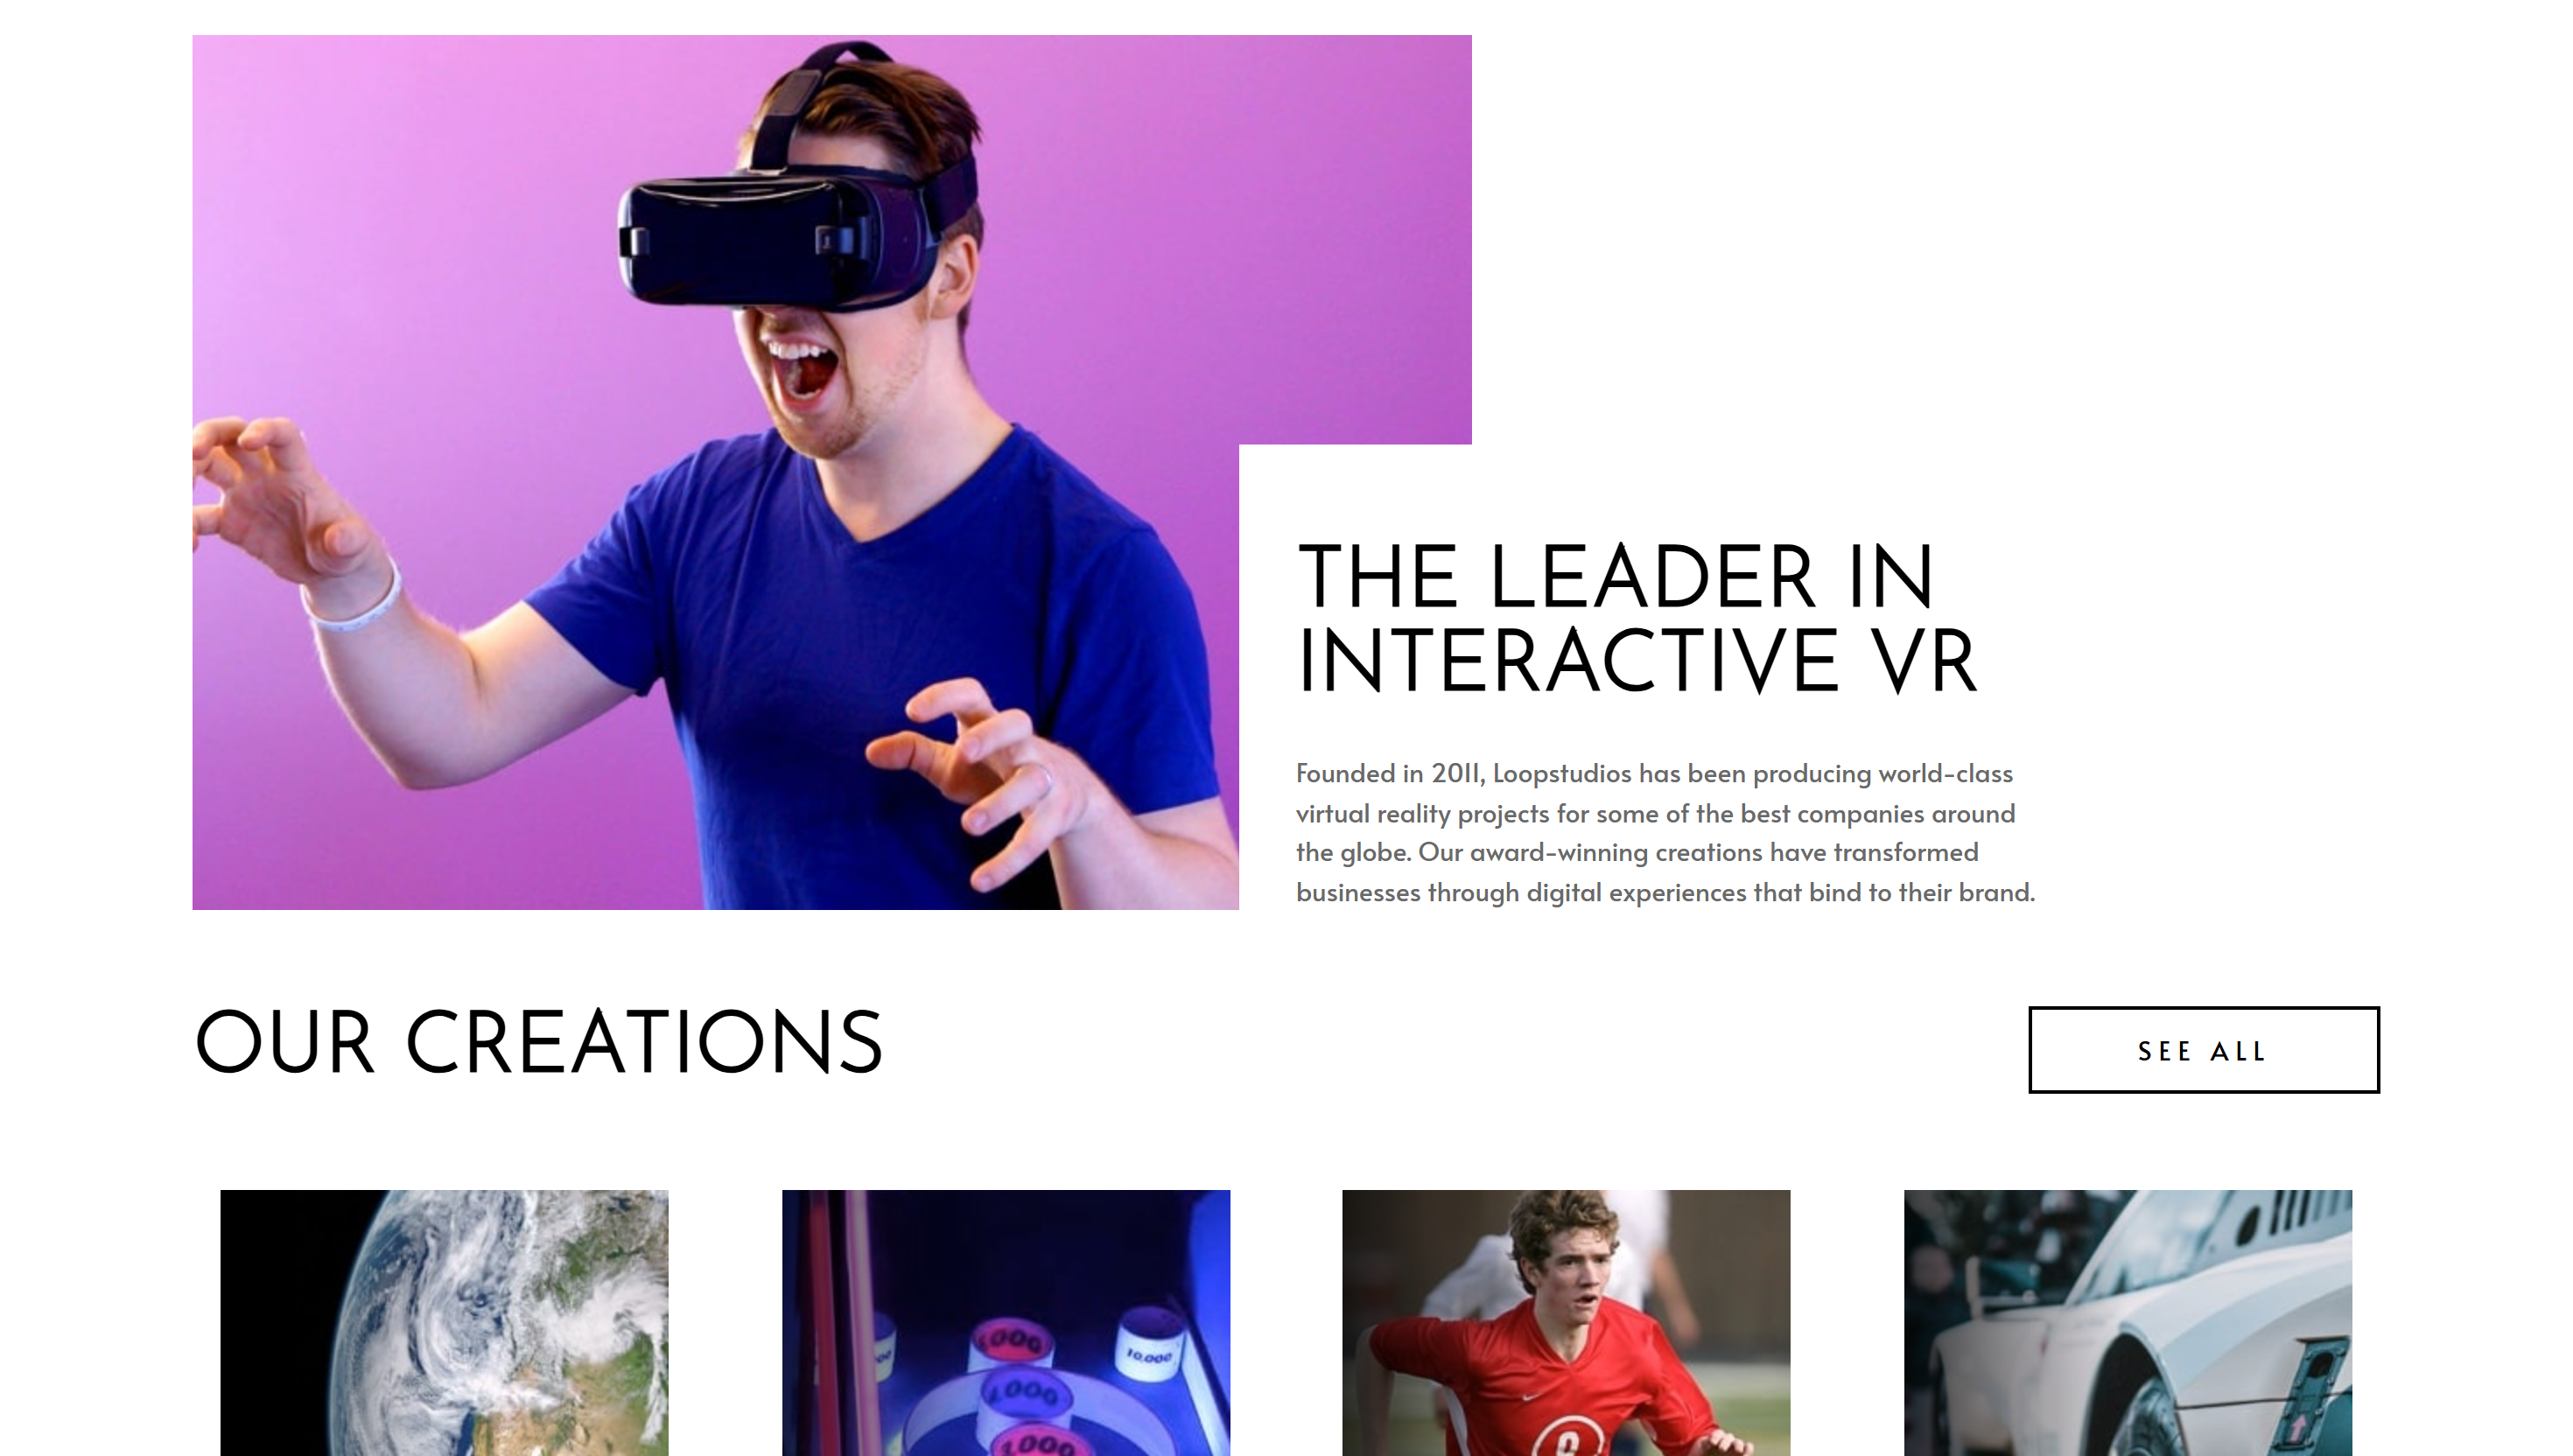 THE LEADER IN
INTERACTIVE VR
Founded in 2011, Loopstudios has been producing world-class
virtual reality projects for some of the best companies around
the globe. Our award-winning creations have transformed
businesses through digital experiences that bind to their brand.
OUR CREATIONS
SEE ALL
10,000